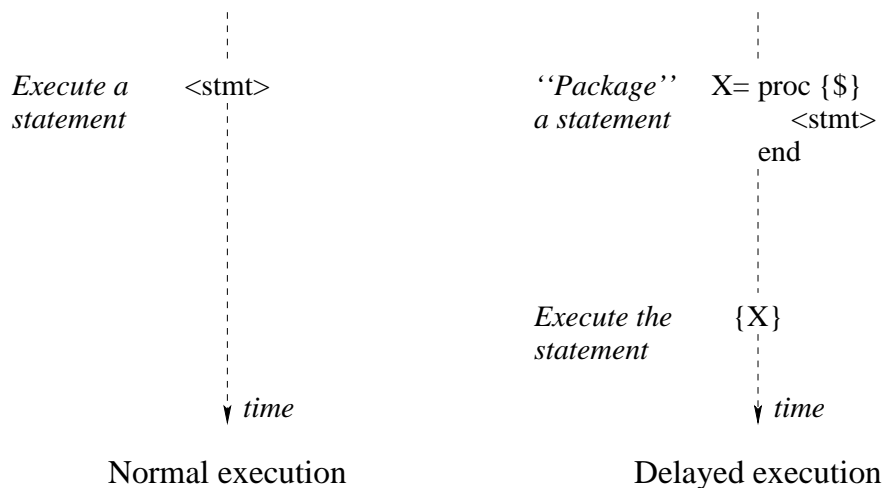 Execute a
statement
<stmt>
time
Normal execution
‘‘Package’’
a statement
X= proc {$}
<stmt>
end
Execute the
statement
{X}
time
Delayed execution